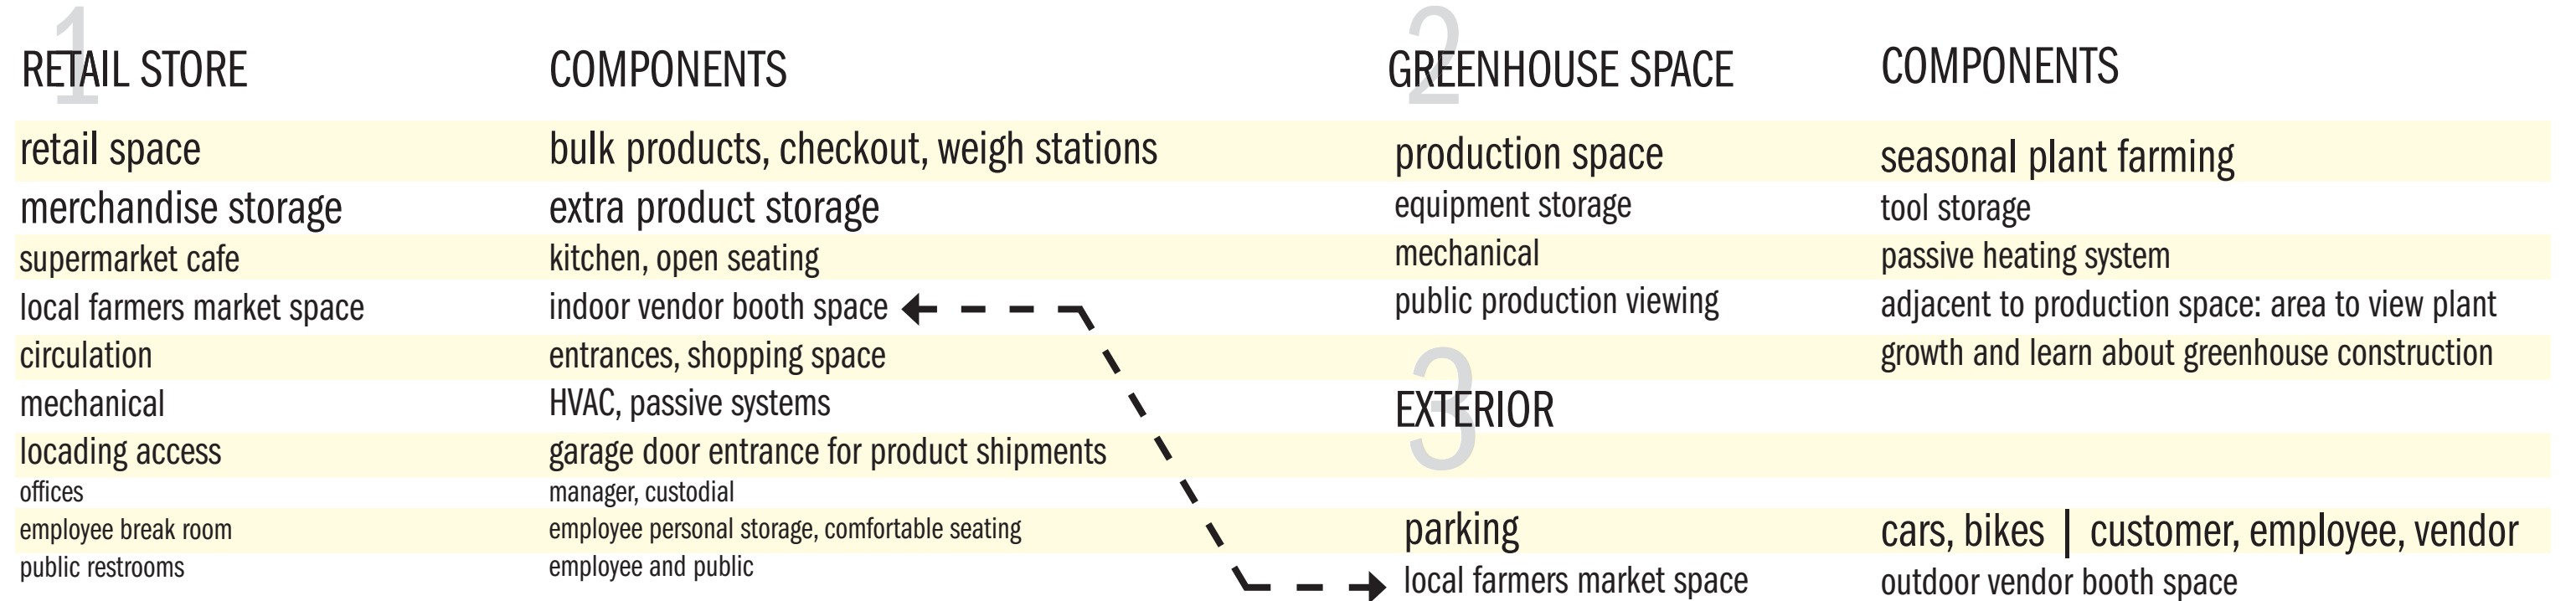 1
RETAIL STORE COMPONENTS
retail space bulk products, checkout, weigh stations
merchandise storage extra product storage
supermarket cafe kitchen, open seating
local farmers market space indoor vendor booth space
circulation entrances, shopping space
mechanical HVAC, passive systems
locading access garage door entrance for product shipments
offices manager, custodial
employee break room employee personal storage, comfortable seating
public restrooms employee and public
2
GREENHOUSE SPACE COMPONENTS
production space seasonal plant farming
equipment storage tool storage
mechanical passive heating system
public production viewing adjacent to production space: area to view plant
growth and learn about greenhouse construction
3
EXTERIOR
parking cars, bikes | customer, employee, vendor
local farmers market space outdoor vendor booth space